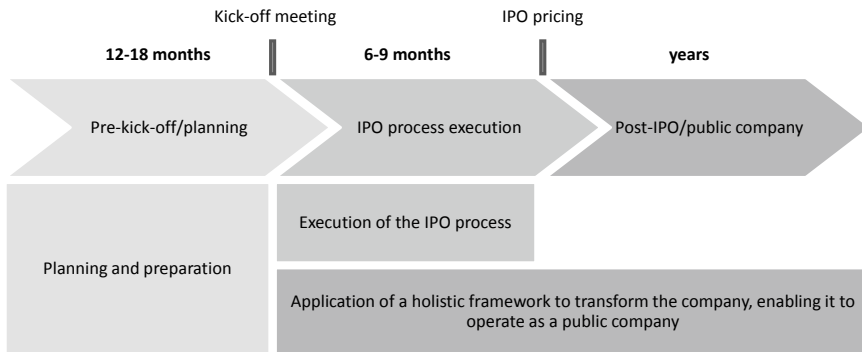 Kick-off meeting
IPO pricing
12-18 months
6-9 months
years
Pre-kick-off/planning
IPO process execution
Post-IPO/public company
Execution of the IPO process
Planning and preparation
Application of a holistic framework to transform the company, enabling it to
operate as a public company